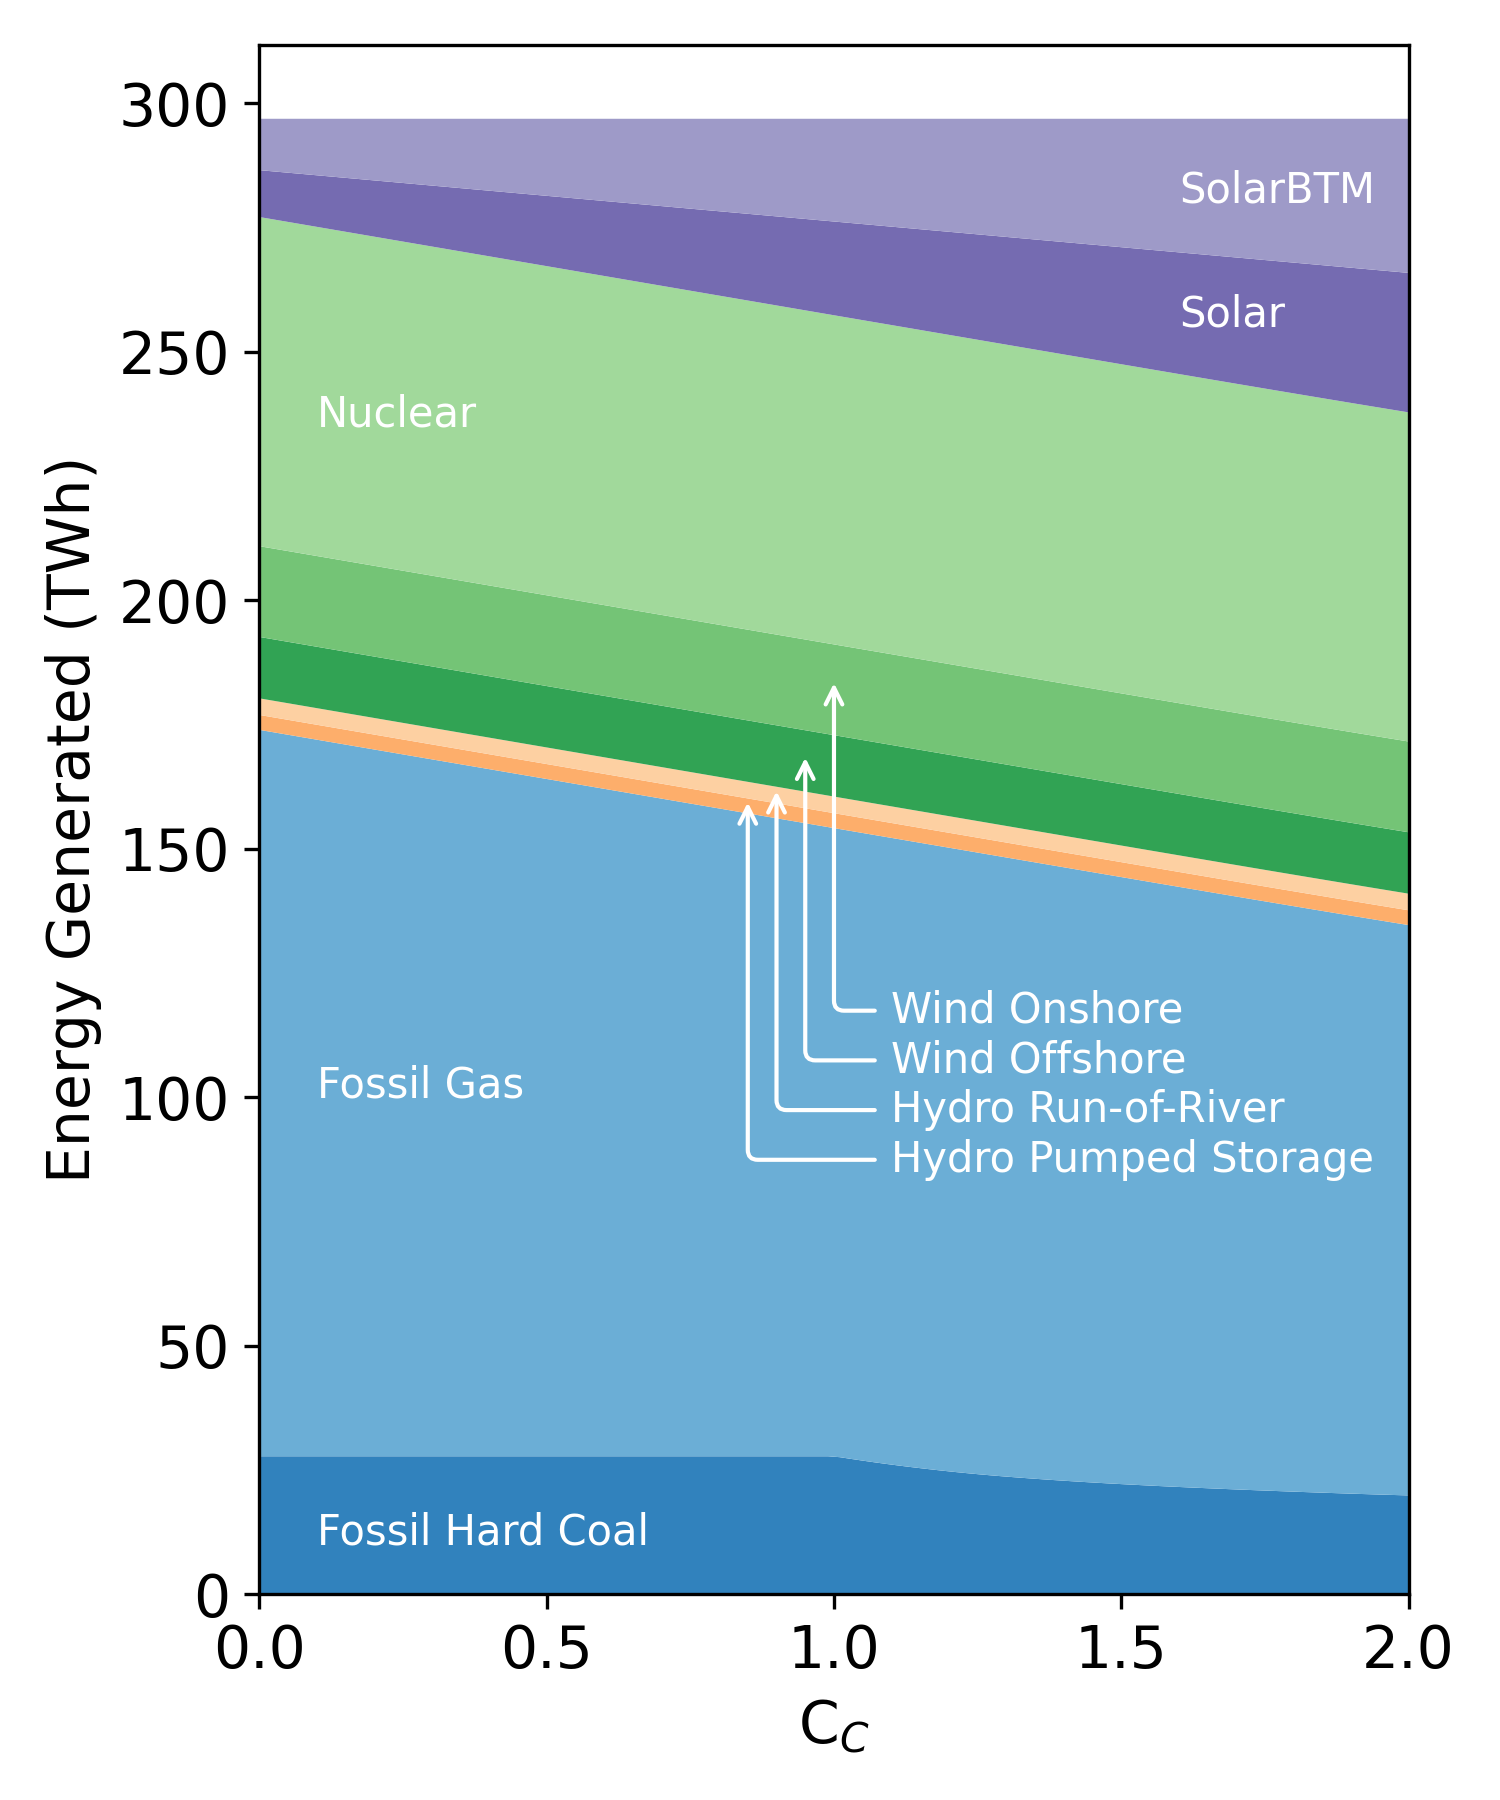 300
SolarBTM
Solar
250
Nuclear
200
150
Wind Onshore
Wind Offshore
Hydro Run-of-River
Hydro Pumped Storage
Fossil Gas
100
50
Fossil Hard Coal
0
0.0 0.5 1.0 1.5 2.0
C_C
Energy Generated (TWh)